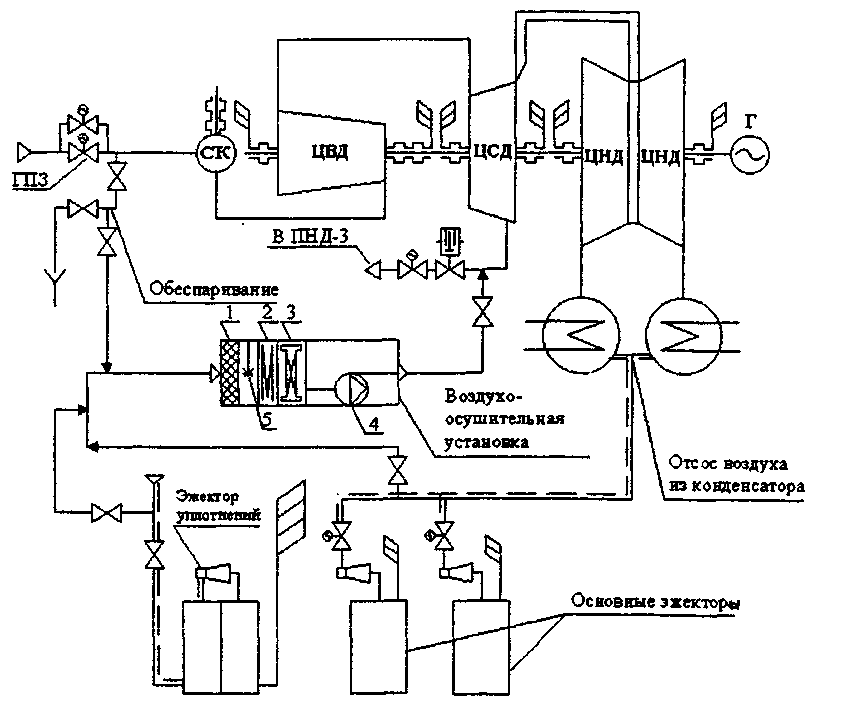 Г
СК
ЦВД
ЦСД
ЦНД
ЦНД
ГПЗ
В ПНД-3
Обеспаривание
1
2
3
4
5
Воздухо-
осушительная
установка
Отсос воздуха
из конденсатора
Эжектор
уплотнений
Основные эжекторы